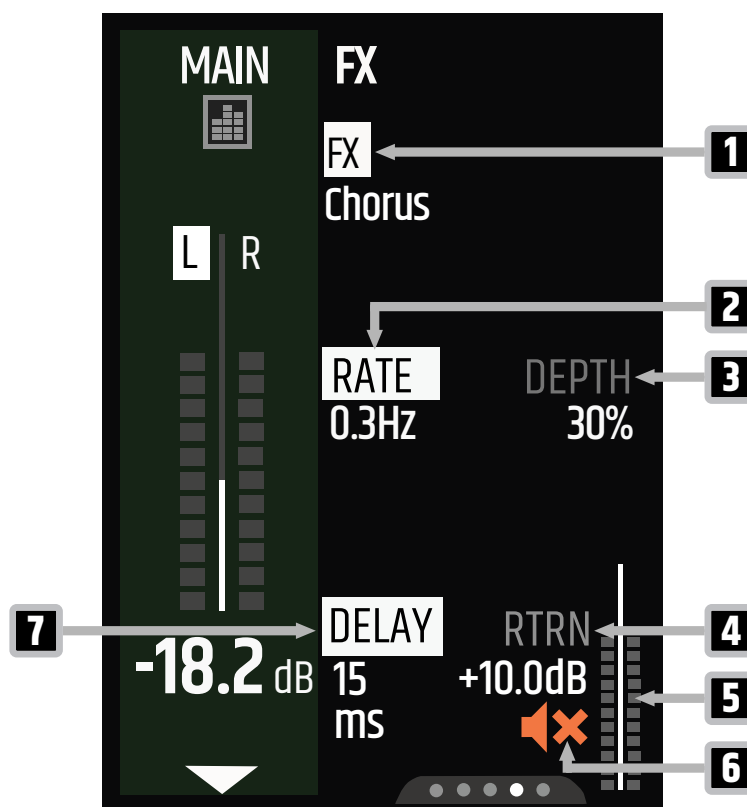 MAIN
FX
FX
1
Chorus
L R
2
RATE
DEPTH
3
0.3Hz
30%
7
DELAY
RTRN
4
-18.2 dB
15
ms
+10.0dB
5
6